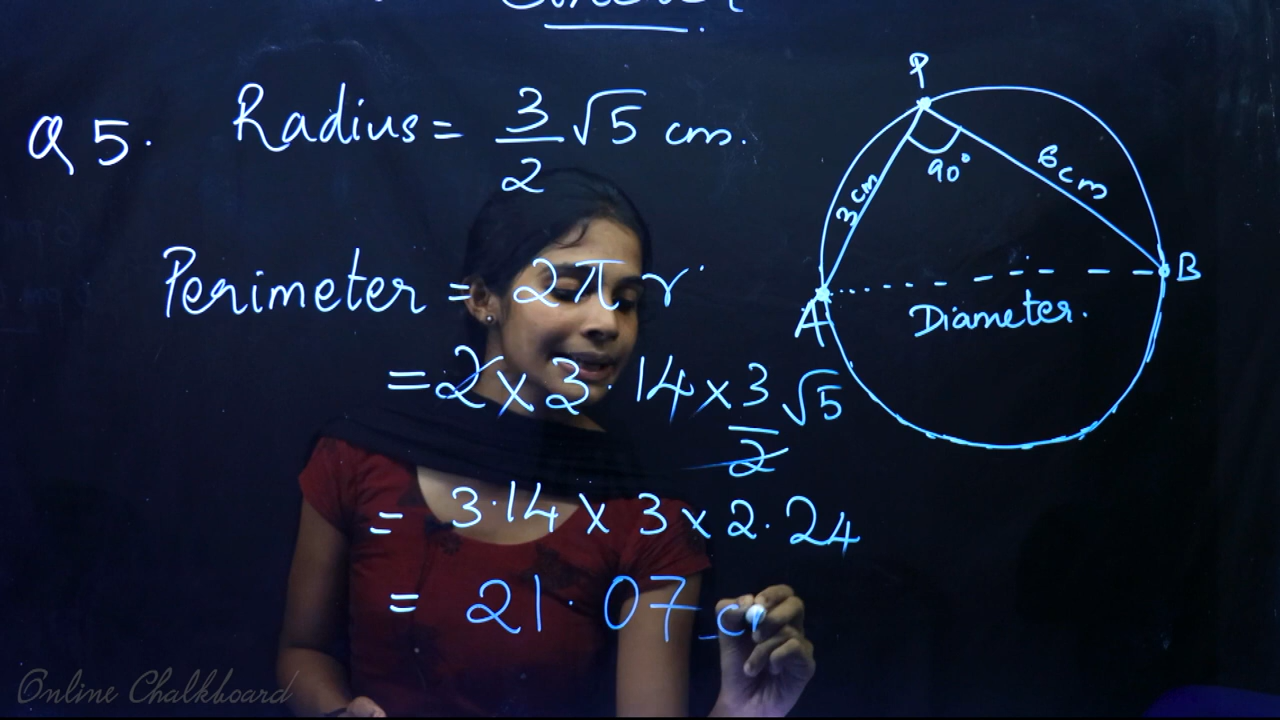 Q 5. Radius = 3/2 √5 cm.
Perimeter = 2πr
= 2 x 3.14 x 3/2 √5
= 3.14 x 3 x 2.24
= 21.07 c
P
90°
3cm
6cm
A
B
Diameter.
Online Chalkboard